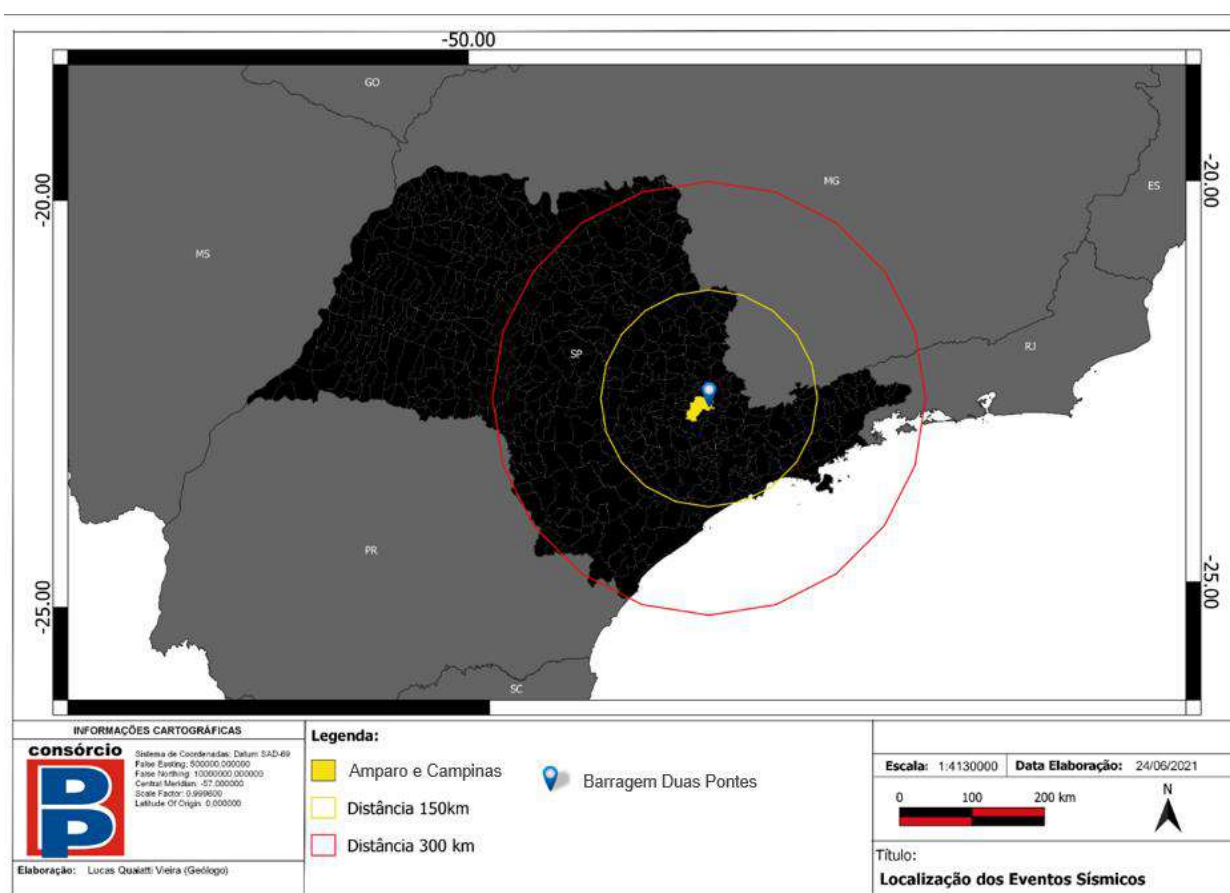 -50.00
GO
-20.00
-20.00
MG
ES
MS
SP
RJ
PR
-25.00
-25.00
SC
INFORMAÇÕES CARTOGRÁFICAS
consórcio
BP
Sistema de Coordenadas: Datum SAD-69
False Easting: 500000.000000
False Northing: 10000000.000000
Central Meridian: -57.000000
Scale Factor: 0.999600
Latitude Of Origin: 0.000000
Elaboração: Lucas Quaiatti Vieira (Geólogo)
Legenda:
Amparo e Campinas
Barragem Duas Pontes
Distância 150km
Distância 300 km
Escala: 1:4130000
Data Elaboração: 24/06/2021
0 100 200 km
N
Título:
Localização dos Eventos Sísmicos